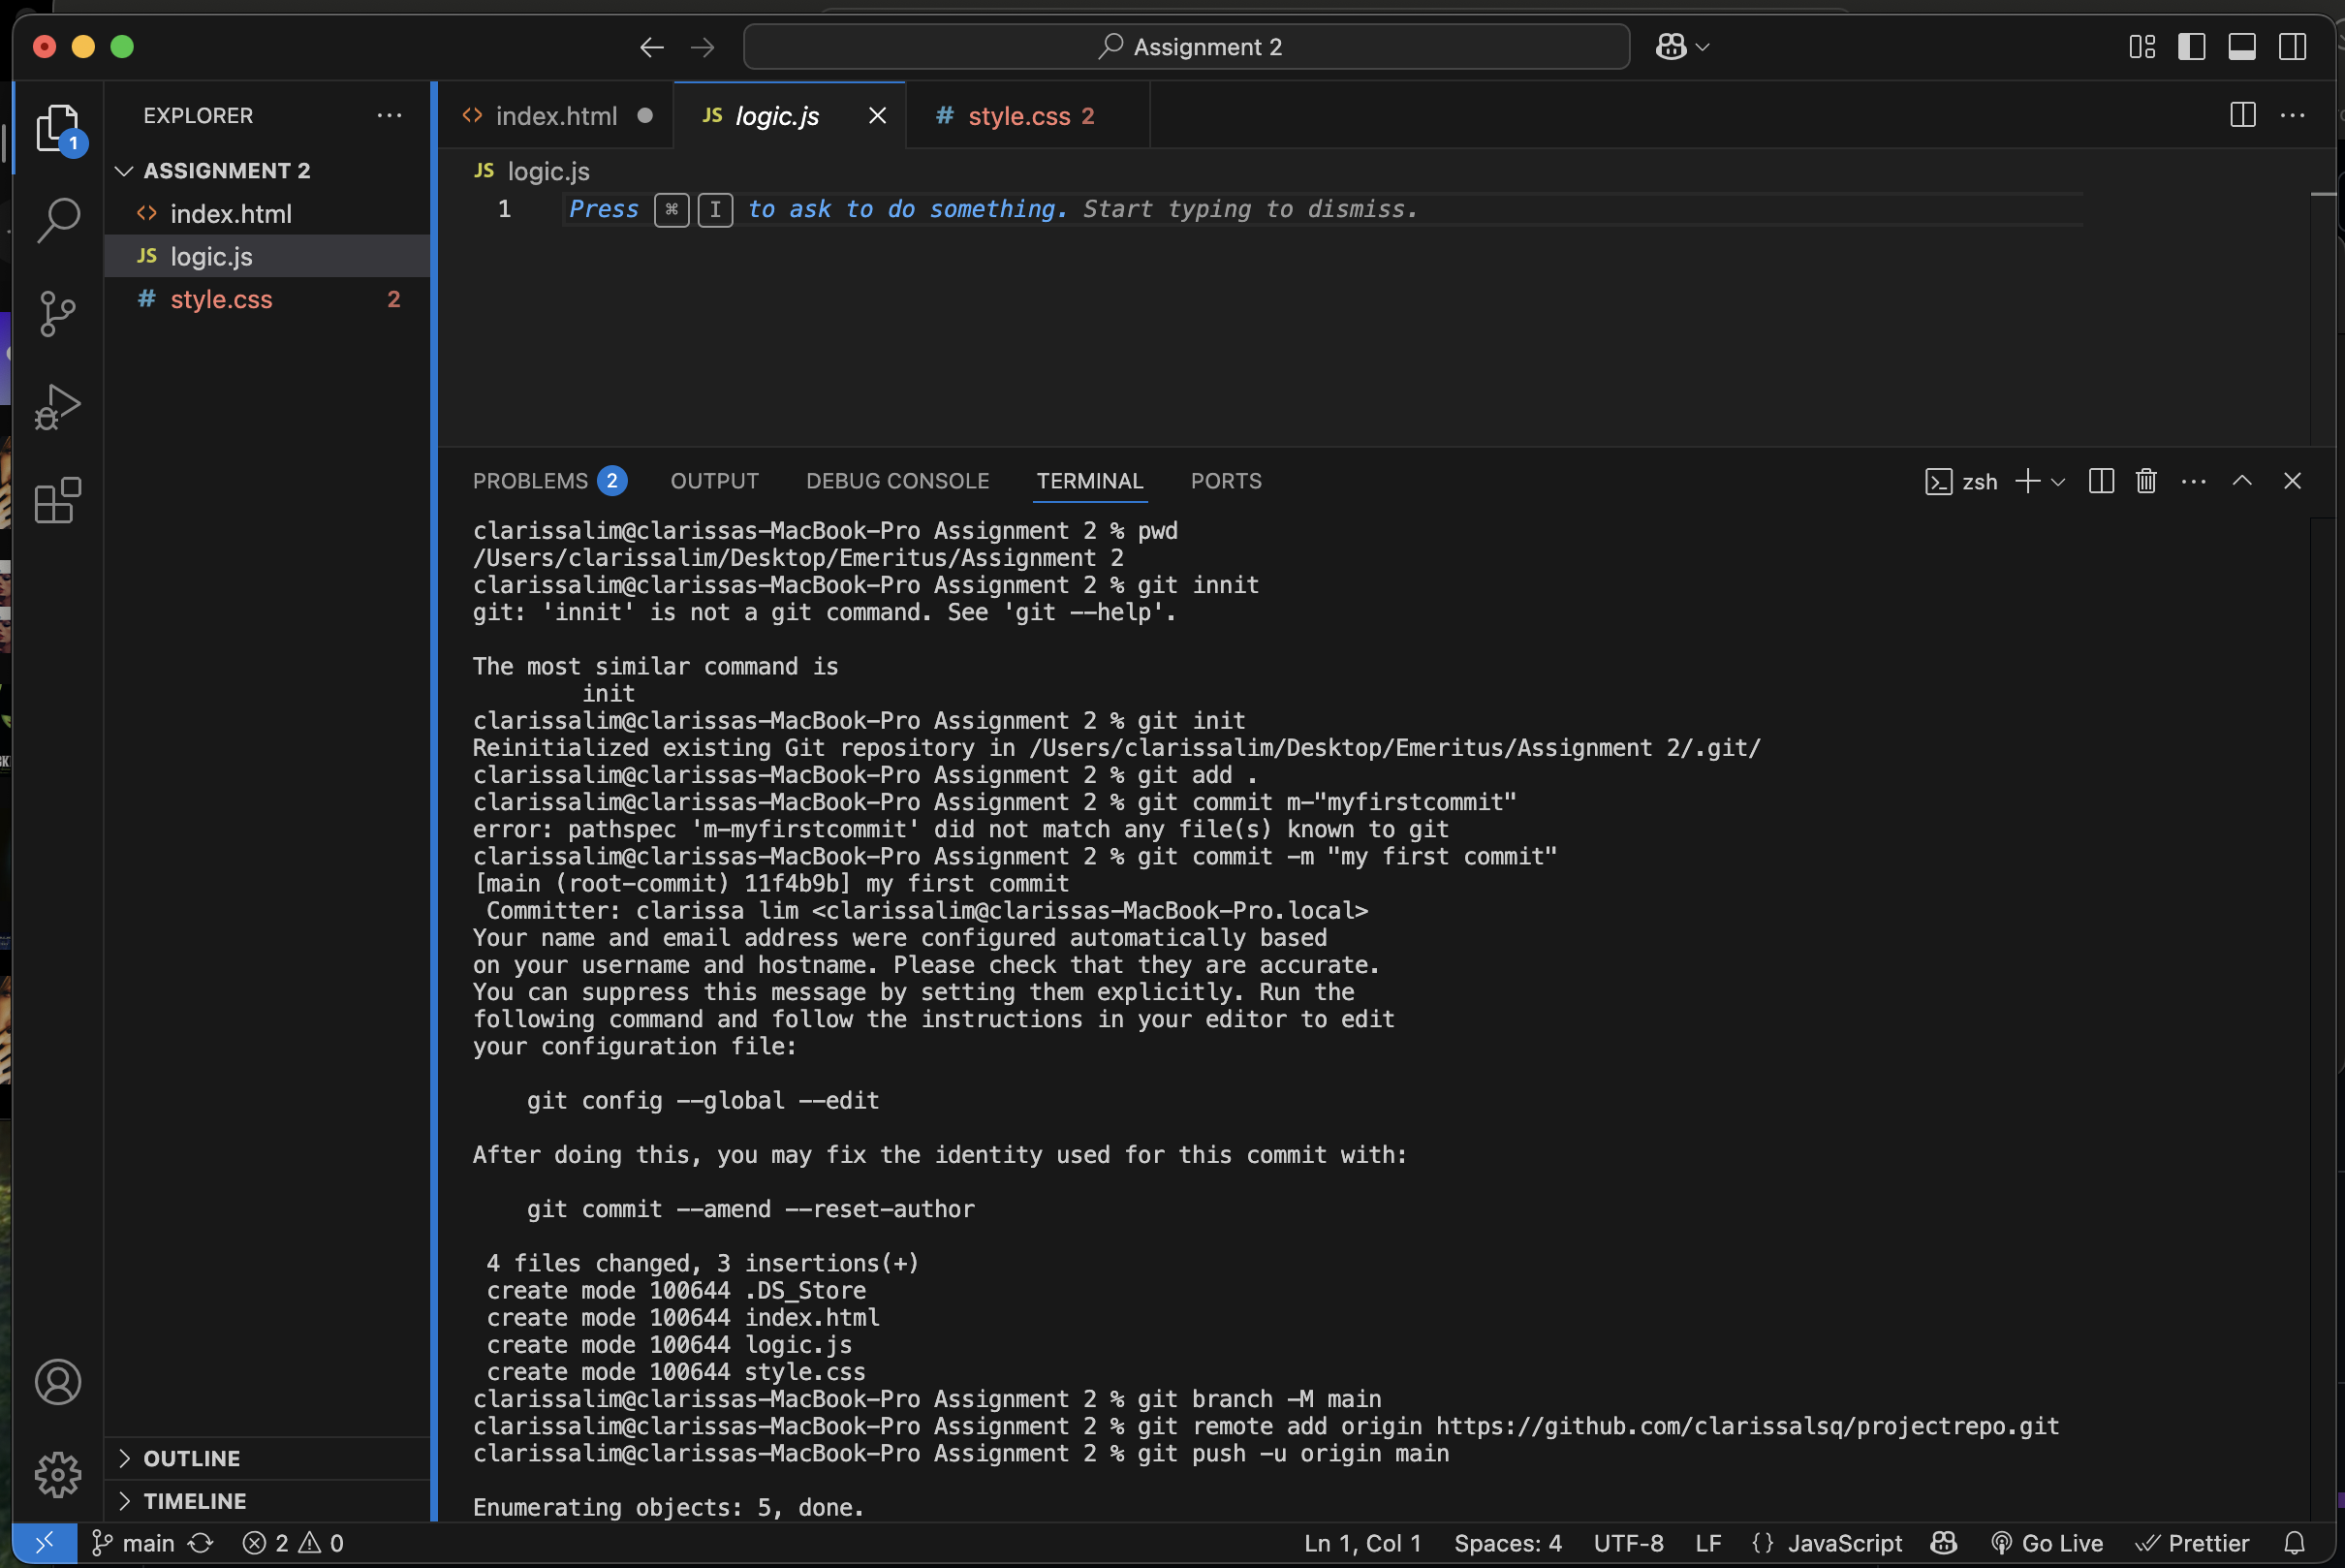 Assignment 2
EXPLORER
ASSIGNMENT 2
index.html
JS logic.js
# style.css 2
OUTLINE
TIMELINE
1
index.html
JS logic.js
# style.css 2
JS logic.js
1 Press ⌘ I to ask to do something. Start typing to dismiss.
PROBLEMS 2 OUTPUT DEBUG CONSOLE TERMINAL PORTS
zsh
clarissalim@clarissas-MacBook-Pro Assignment 2 % pwd
/Users/clarissalim/Desktop/Emeritus/Assignment 2
clarissalim@clarissas-MacBook-Pro Assignment 2 % git innit
git: 'innit' is not a git command. See 'git --help'.
The most similar command is
init
clarissalim@clarissas-MacBook-Pro Assignment 2 % git init
Reinitialized existing Git repository in /Users/clarissalim/Desktop/Emeritus/Assignment 2/.git/
clarissalim@clarissas-MacBook-Pro Assignment 2 % git add .
clarissalim@clarissas-MacBook-Pro Assignment 2 % git commit m-"myfirstcommit"
error: pathspec 'm-myfirstcommit' did not match any file(s) known to git
clarissalim@clarissas-MacBook-Pro Assignment 2 % git commit -m "my first commit"
[main (root-commit) 11f4b9b] my first commit
Committer: clarissa lim <clarissalim@clarissas-MacBook-Pro.local>
Your name and email address were configured automatically based
on your username and hostname. Please check that they are accurate.
You can suppress this message by setting them explicitly. Run the
following command and follow the instructions in your editor to edit
your configuration file:
git config --global --edit
After doing this, you may fix the identity used for this commit with:
git commit --amend --reset-author
4 files changed, 3 insertions(+)
create mode 100644 .DS_Store
create mode 100644 index.html
create mode 100644 logic.js
create mode 100644 style.css
clarissalim@clarissas-MacBook-Pro Assignment 2 % git branch -M main
clarissalim@clarissas-MacBook-Pro Assignment 2 % git remote add origin https://github.com/clarissalsq/projectrepo.git
clarissalim@clarissas-MacBook-Pro Assignment 2 % git push -u origin main
Enumerating objects: 5, done.
main 2 0
Ln 1, Col 1 Spaces: 4 UTF-8 LF {} JavaScript Go Live Prettier